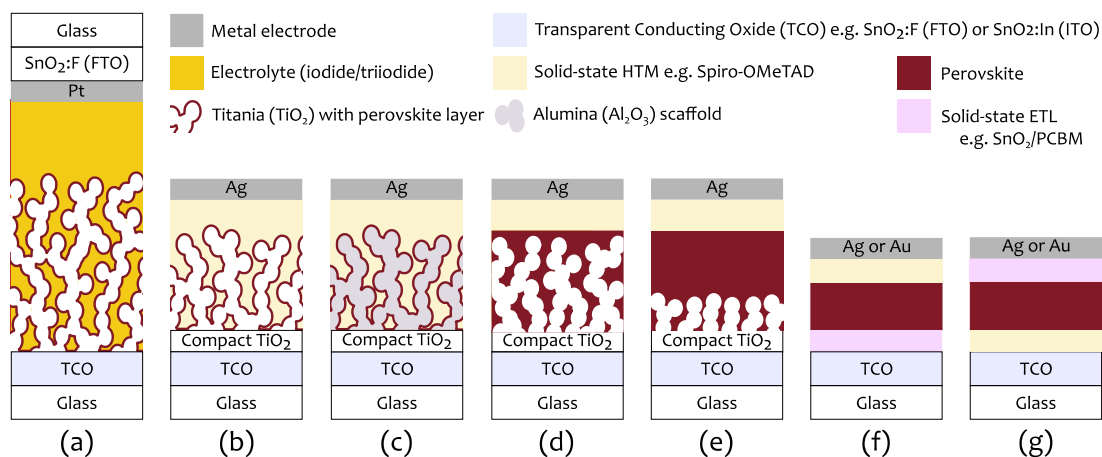 Glass
SnO₂:F (FTO)
Pt
Metal electrode
Transparent Conducting Oxide (TCO) e.g. SnO₂:F (FTO) or SnO2:In (ITO)
Electrolyte (iodide/triiodide)
Solid-state HTM e.g. Spiro-OMeTAD
Perovskite
Titania (TiO₂) with perovskite layer
Alumina (Al₂O₃) scaffold
Solid-state ETL
e.g. SnO₂/PCBM
Ag
Ag
Ag
Ag
Ag or Au
Ag or Au
Compact TiO₂
Compact TiO₂
Compact TiO₂
Compact TiO₂
TCO
TCO
TCO
TCO
TCO
TCO
TCO
Glass
Glass
Glass
Glass
Glass
Glass
Glass
(a)
(b)
(c)
(d)
(e)
(f)
(g)